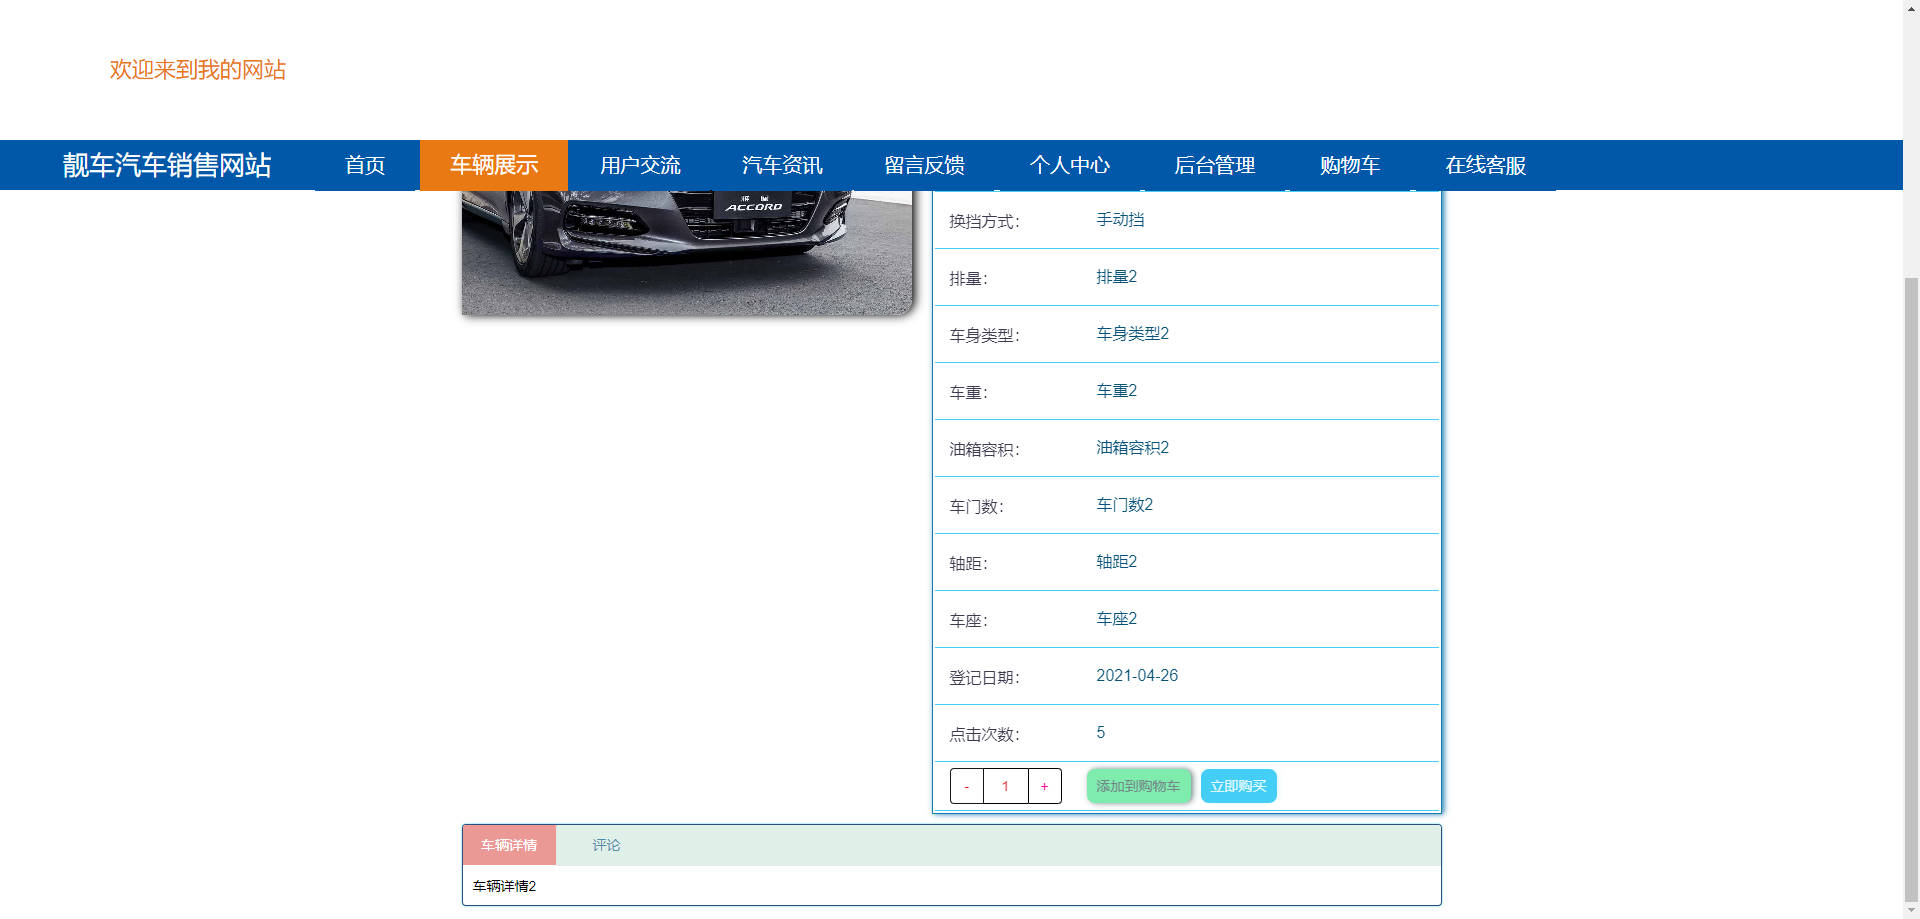 欢迎来到我的网站
靓车汽车销售网站 首页 车辆展示 用户交流 汽车资讯 留言反馈 个人中心 后台管理 购物车 在线客服
ACCORD
换挡方式： 手动挡
排量： 排量2
车身类型： 车身类型2
车重： 车重2
油箱容积： 油箱容积2
车门数： 车门数2
轴距： 轴距2
车座： 车座2
登记日期： 2021-04-26
点击次数： 5
- 1 + 添加到购物车 立即购买
车辆详情 评论
车辆详情2